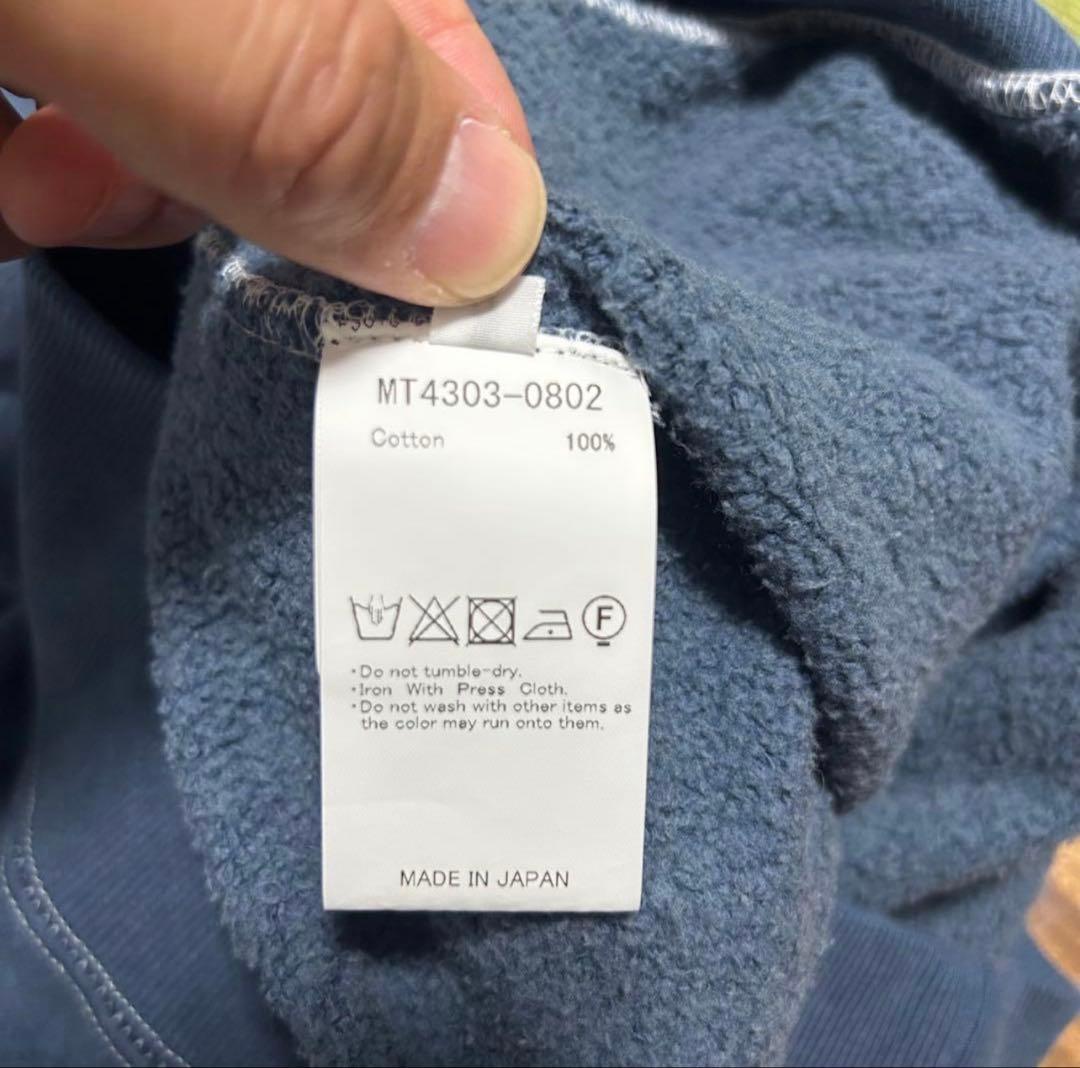 MT4303-0802
Cotton 100%
F
·Do not tumble-dry.
·Iron With Press Cloth.
·Do not wash with other items as
the color may run onto them.
MADE IN JAPAN